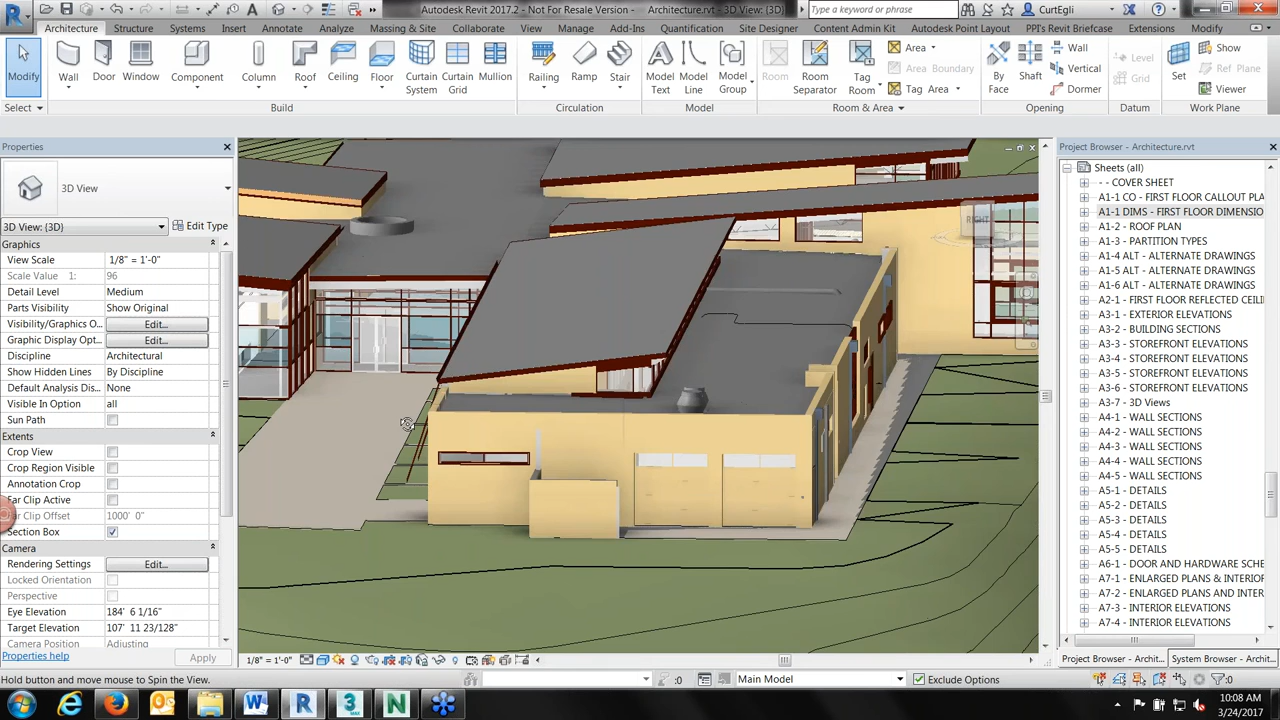 Autodesk Revit 2017.2 - Not For Resale Version - Architecture.rvt - 3D View: {3D}
Type a keyword or phrase
CurtEgli
Architecture Structure Systems Insert Annotate Analyze Massing & Site Collaborate View Manage Add-Ins Quantification Site Designer Content Admin Kit Autodesk Point Layout PPI's Revit Briefcase Extensions Modify
Modify Wall Door Window Component Column Roof Ceiling Floor Curtain System Curtain Grid Mullion Railing Ramp Stair Model Text Model Line Model Group Room Room Separator Tag Room
Area
Area Boundary
Tag Area
By Face Shaft
Wall
Vertical
Dormer
Level
Grid
Set
Show
Ref Plane
Viewer
Select Build Circulation Model Room & Area Opening Datum Work Plane
Properties
3D View
3D View: {3D} Edit Type
Graphics
View Scale 1/8" = 1'-0"
Scale Value 1: 96
Detail Level Medium
Parts Visibility Show Original
Visibility/Graphics O... Edit...
Graphic Display Opt... Edit...
Discipline Architectural
Show Hidden Lines By Discipline
Default Analysis Dis... None
Visible In Option all
Sun Path
Extents
Crop View
Crop Region Visible
Annotation Crop
Far Clip Active
Far Clip Offset 1000' 0"
Section Box
Camera
Rendering Settings Edit...
Locked Orientation
Perspective
Eye Elevation 184' 6 1/16"
Target Elevation 107' 11 23/128"
Camera Position Adjusting
Properties help Apply
RIGHT
1/8" = 1'-0"
Project Browser - Architecture.rvt
Sheets (all)
- - COVER SHEET
A1-1 CO - FIRST FLOOR CALLOUT PLA
A1-1 DIMS - FIRST FLOOR DIMENSIO
A1-2 - ROOF PLAN
A1-3 - PARTITION TYPES
A1-4 ALT - ALTERNATE DRAWINGS
A1-5 ALT - ALTERNATE DRAWINGS
A1-6 ALT - ALTERNATE DRAWINGS
A2-1 - FIRST FLOOR REFLECTED CEILI
A3-1 - EXTERIOR ELEVATIONS
A3-2 - BUILDING SECTIONS
A3-3 - STOREFRONT ELEVATIONS
A3-4 - STOREFRONT ELEVATIONS
A3-5 - STOREFRONT ELEVATIONS
A3-6 - STOREFRONT ELEVATIONS
A3-7 - 3D Views
A4-1 - WALL SECTIONS
A4-2 - WALL SECTIONS
A4-3 - WALL SECTIONS
A4-4 - WALL SECTIONS
A4-5 - WALL SECTIONS
A5-1 - DETAILS
A5-2 - DETAILS
A5-3 - DETAILS
A5-4 - DETAILS
A5-5 - DETAILS
A6-1 - DOOR AND HARDWARE SCHE
A7-1 - ENLARGED PLANS & INTERIOR
A7-2 - ENLARGED PLANS AND INTER
A7-3 - INTERIOR ELEVATIONS
A7-4 - INTERIOR ELEVATIONS
Project Browser - Architectu... System Browser - Archit...
Hold button and move mouse to Spin the View.
:0 Main Model Exclude Options :0
10:08 AM
3/24/2017